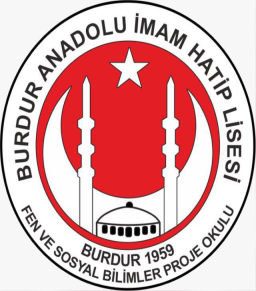 BURDUR ANADOLU İMAM HATİP LİSESİ
BURDUR 1959
FEN VE SOSYAL BİLİMLER PROJE OKULU